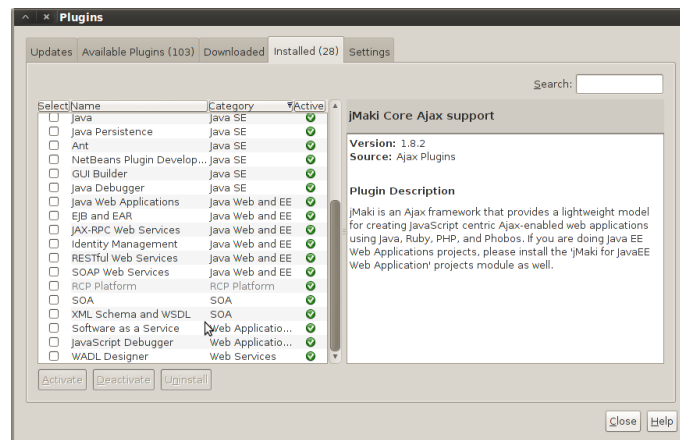 Plugins
Updates Available Plugins (103) Downloaded Installed (28) Settings
Search:
Select Name Category Active
Java Java SE
Java Persistence Java SE
Ant Java SE
NetBeans Plugin Develop... Java SE
GUI Builder Java SE
Java Debugger Java SE
Java Web Applications Java Web and EE
EJB and EAR Java Web and EE
JAX-RPC Web Services Java Web and EE
Identity Management Java Web and EE
RESTful Web Services Java Web and EE
SOAP Web Services Java Web and EE
RCP Platform RCP Platform
SOA SOA
XML Schema and WSDL SOA
Software as a Service Web Applicatio...
JavaScript Debugger Web Applicatio...
WADL Designer Web Services
Activate Deactivate Uninstall
jMaki Core Ajax support
Version: 1.8.2
Source: Ajax Plugins
Plugin Description
jMaki is an Ajax framework that provides a lightweight model
for creating JavaScript centric Ajax-enabled web applications
using Java, Ruby, PHP, and Phobos. If you are doing Java EE
Web Applications projects, please install the 'jMaki for JavaEE
Web Application' projects module as well.
Close Help